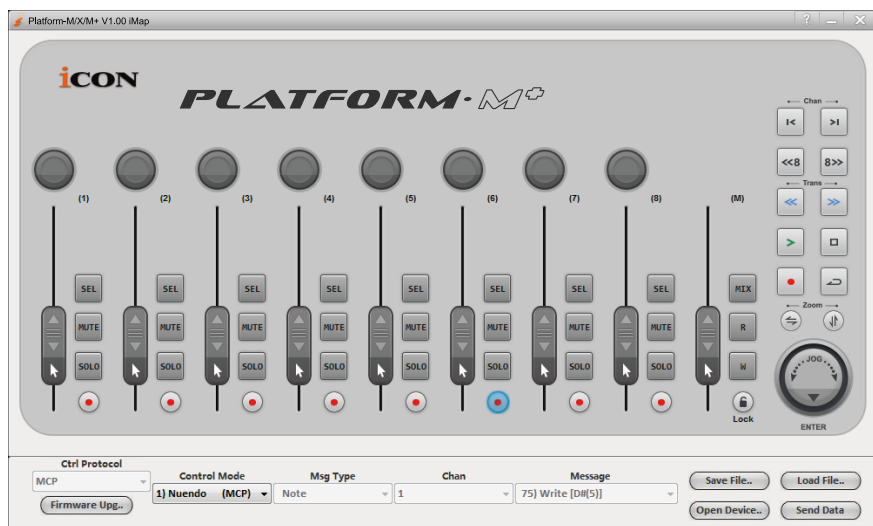 Platform-M/X/M+ V1.00 iMap
? _ X
iCON
PLATFORM·M+
Chan
I< >I
<<8 8>>
Trans
(1) (2) (3) (4) (5) (6) (7) (8) (M)
SEL SEL SEL SEL SEL SEL SEL SEL MIX
Zoom
MUTE MUTE MUTE MUTE MUTE MUTE MUTE MUTE R
SOLO SOLO SOLO SOLO SOLO SOLO SOLO SOLO W
JOG
Lock
ENTER
Ctrl Protocol
MCP
Firmware Upg..
Control Mode Msg Type Chan Message
1) Nuendo (MCP) Note 1 75) Write [D#(5)]
Save File.. Load File..
Open Device.. Send Data